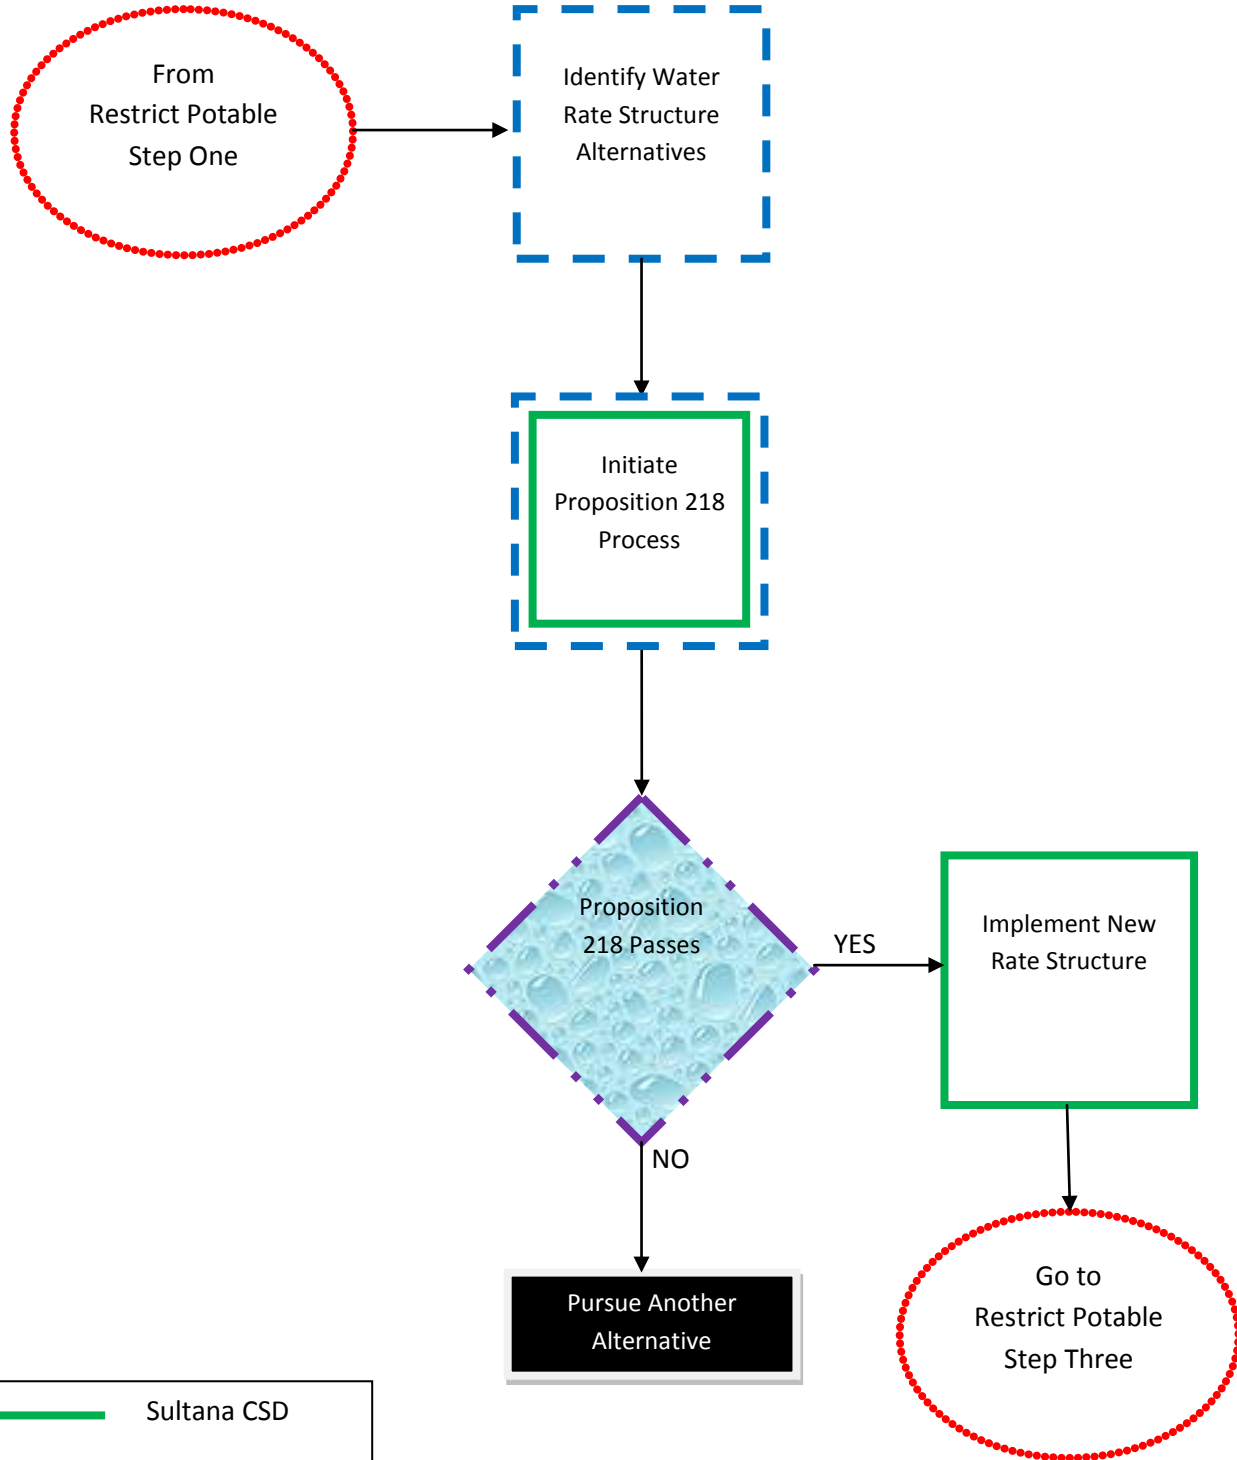 From
Restrict Potable
Step One
Identify Water
Rate Structure
Alternatives
Initiate
Proposition 218
Process
Proposition
218 Passes
YES
Implement New
Rate Structure
NO
Pursue Another
Alternative
Go to
Restrict Potable
Step Three
Sultana CSD